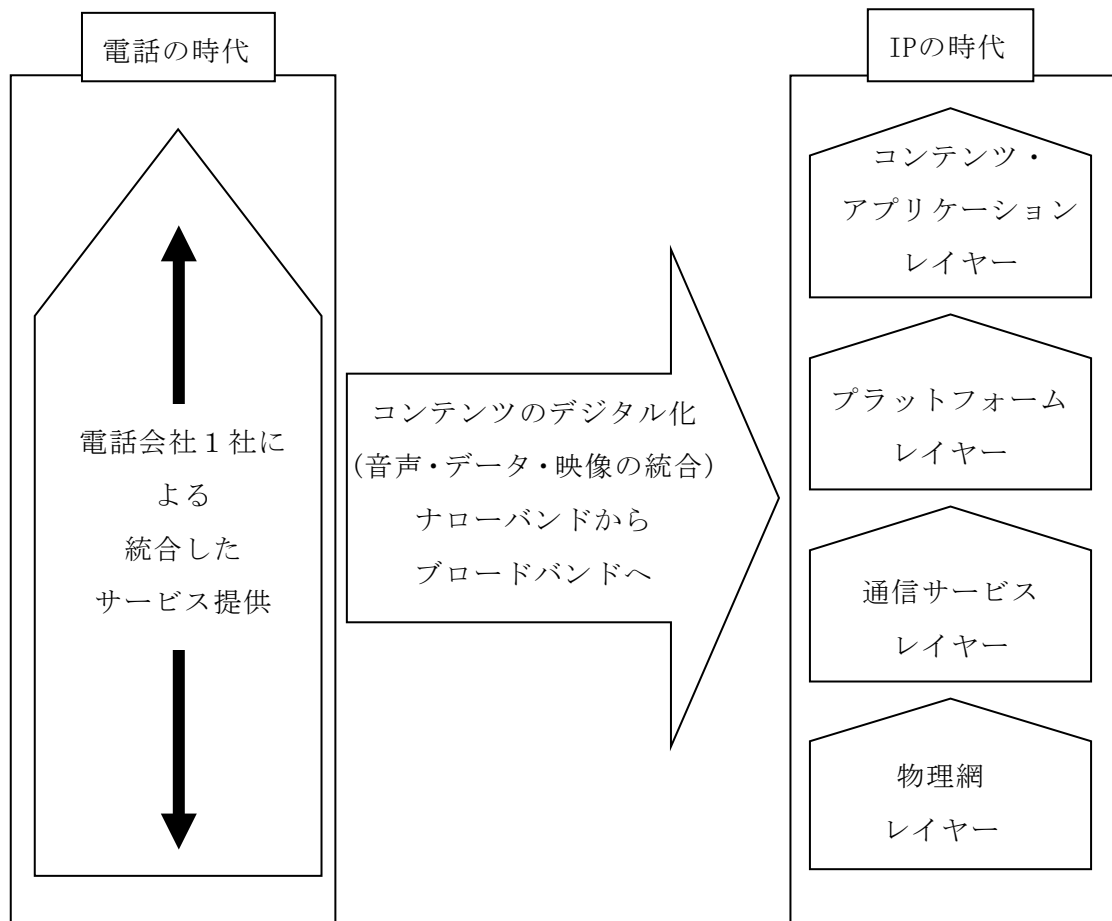 電話の時代
電話会社１社に
よる
統合した
サービス提供
コンテンツのデジタル化
(音声・データ・映像の統合)
ナローバンドから
ブロードバンドへ
IPの時代
コンテンツ・
アプリケーション
レイヤー
プラットフォーム
レイヤー
通信サービス
レイヤー
物理網
レイヤー